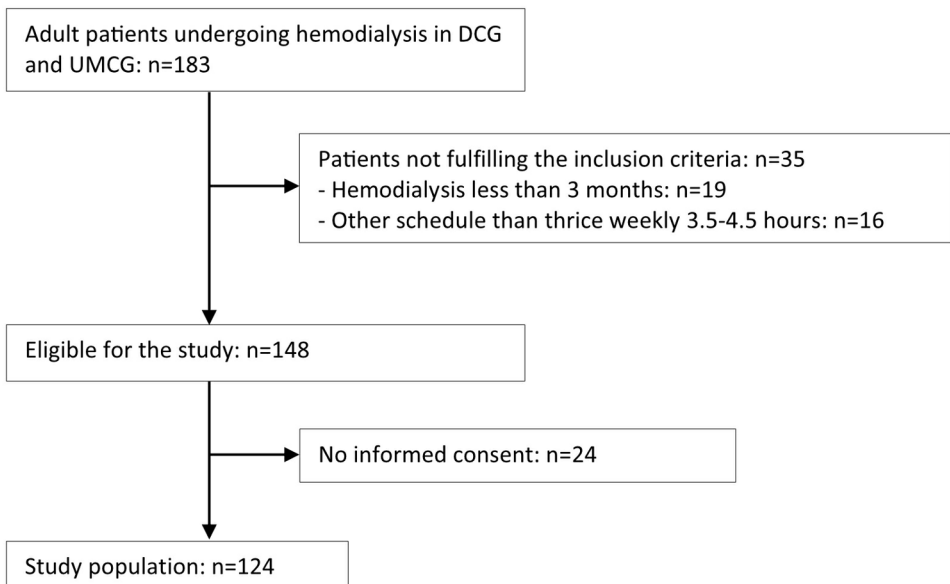 Adult patients undergoing hemodialysis in DCG
and UMCG: n=183
Patients not fulfilling the inclusion criteria: n=35
- Hemodialysis less than 3 months: n=19
- Other schedule than thrice weekly 3.5-4.5 hours: n=16
Eligible for the study: n=148
No informed consent: n=24
Study population: n=124